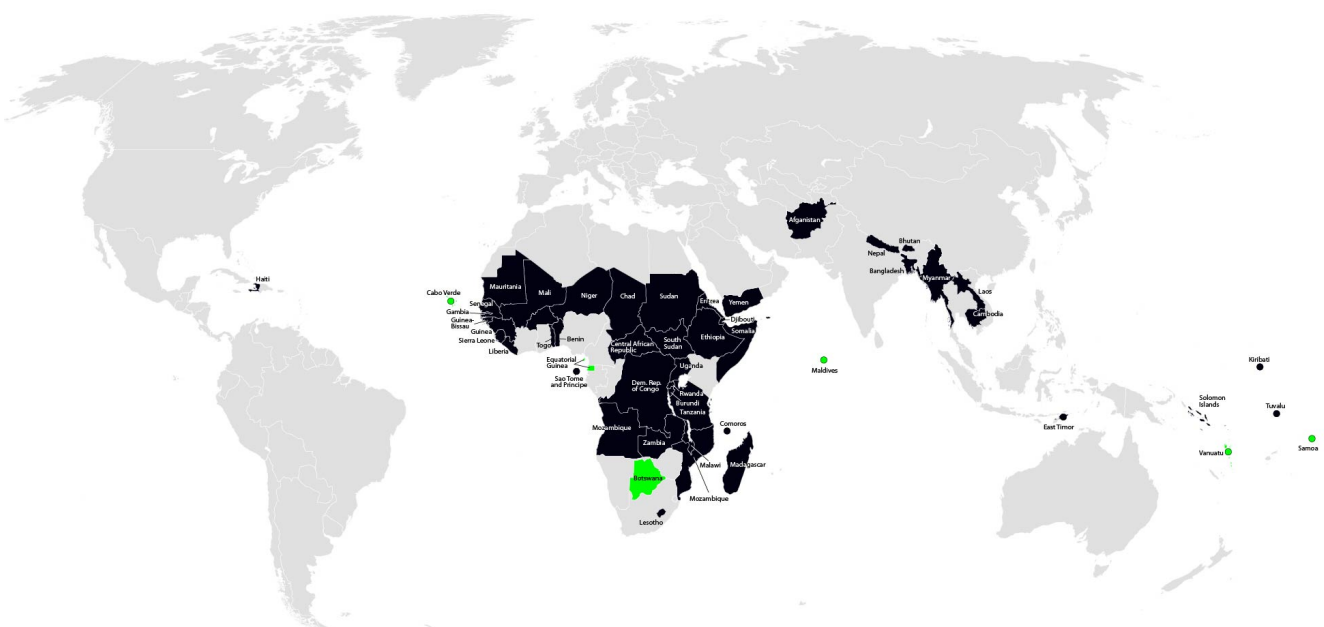 Haiti
Cabo Verde
Mauritania
Mali
Niger
Chad
Sudan
Eritrea
Yemen
Senegal
Gambia
Guinea-
Bissau
Guinea
Sierra Leone
Liberia
Togo
Benin
Djibouti
Somalia
Ethiopia
Central African
Republic
South
Sudan
Equatorial
Guinea
Sao Tome
and Principe
Uganda
Dem. Rep.
of Congo
Rwanda
Burundi
Tanzania
Mozambique
Zambia
Comoros
Malawi
Madagascar
Botswana
Mozambique
Lesotho
Afganistan
Nepal
Bhutan
Bangladesh
Myanmar
Laos
Cambodia
Maldives
East Timor
Kiribati
Solomon
Islands
Tuvalu
Vanuatu
Samoa